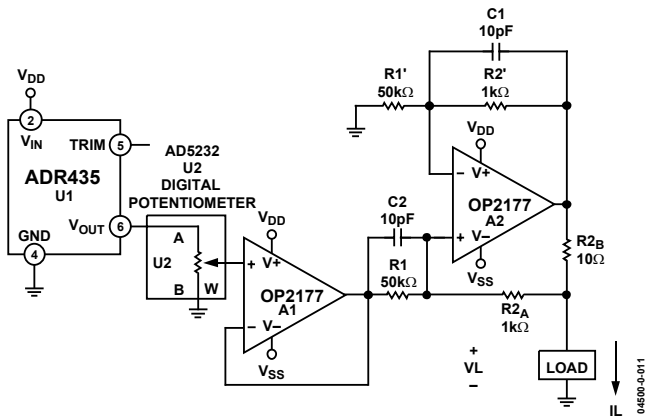 C1
10pF
R1'
50kΩ
R2'
1kΩ
VDD
2
VIN
TRIM
5
ADR435
U1
VOUT
6
GND
4
AD5232
U2
DIGITAL
POTENTIOMETER
A
U2
B
W
VDD
+
V+
OP2177
A1
−
V−
VSS
C2
10pF
R1
50kΩ
VDD
−
V+
OP2177
A2
+
V−
VSS
R2B
10Ω
R2A
1kΩ
+
VL
−
LOAD
IL
04500-0-011